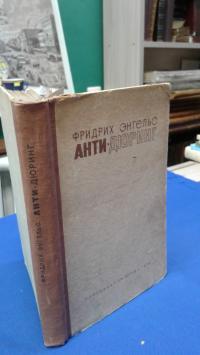 ФРИДРИХ ЭНГЕЛЬС
АНТИ-ДЮРИНГ
ФРИДРИХ ЭНГЕЛЬС АНТИ-ДЮРИНГ